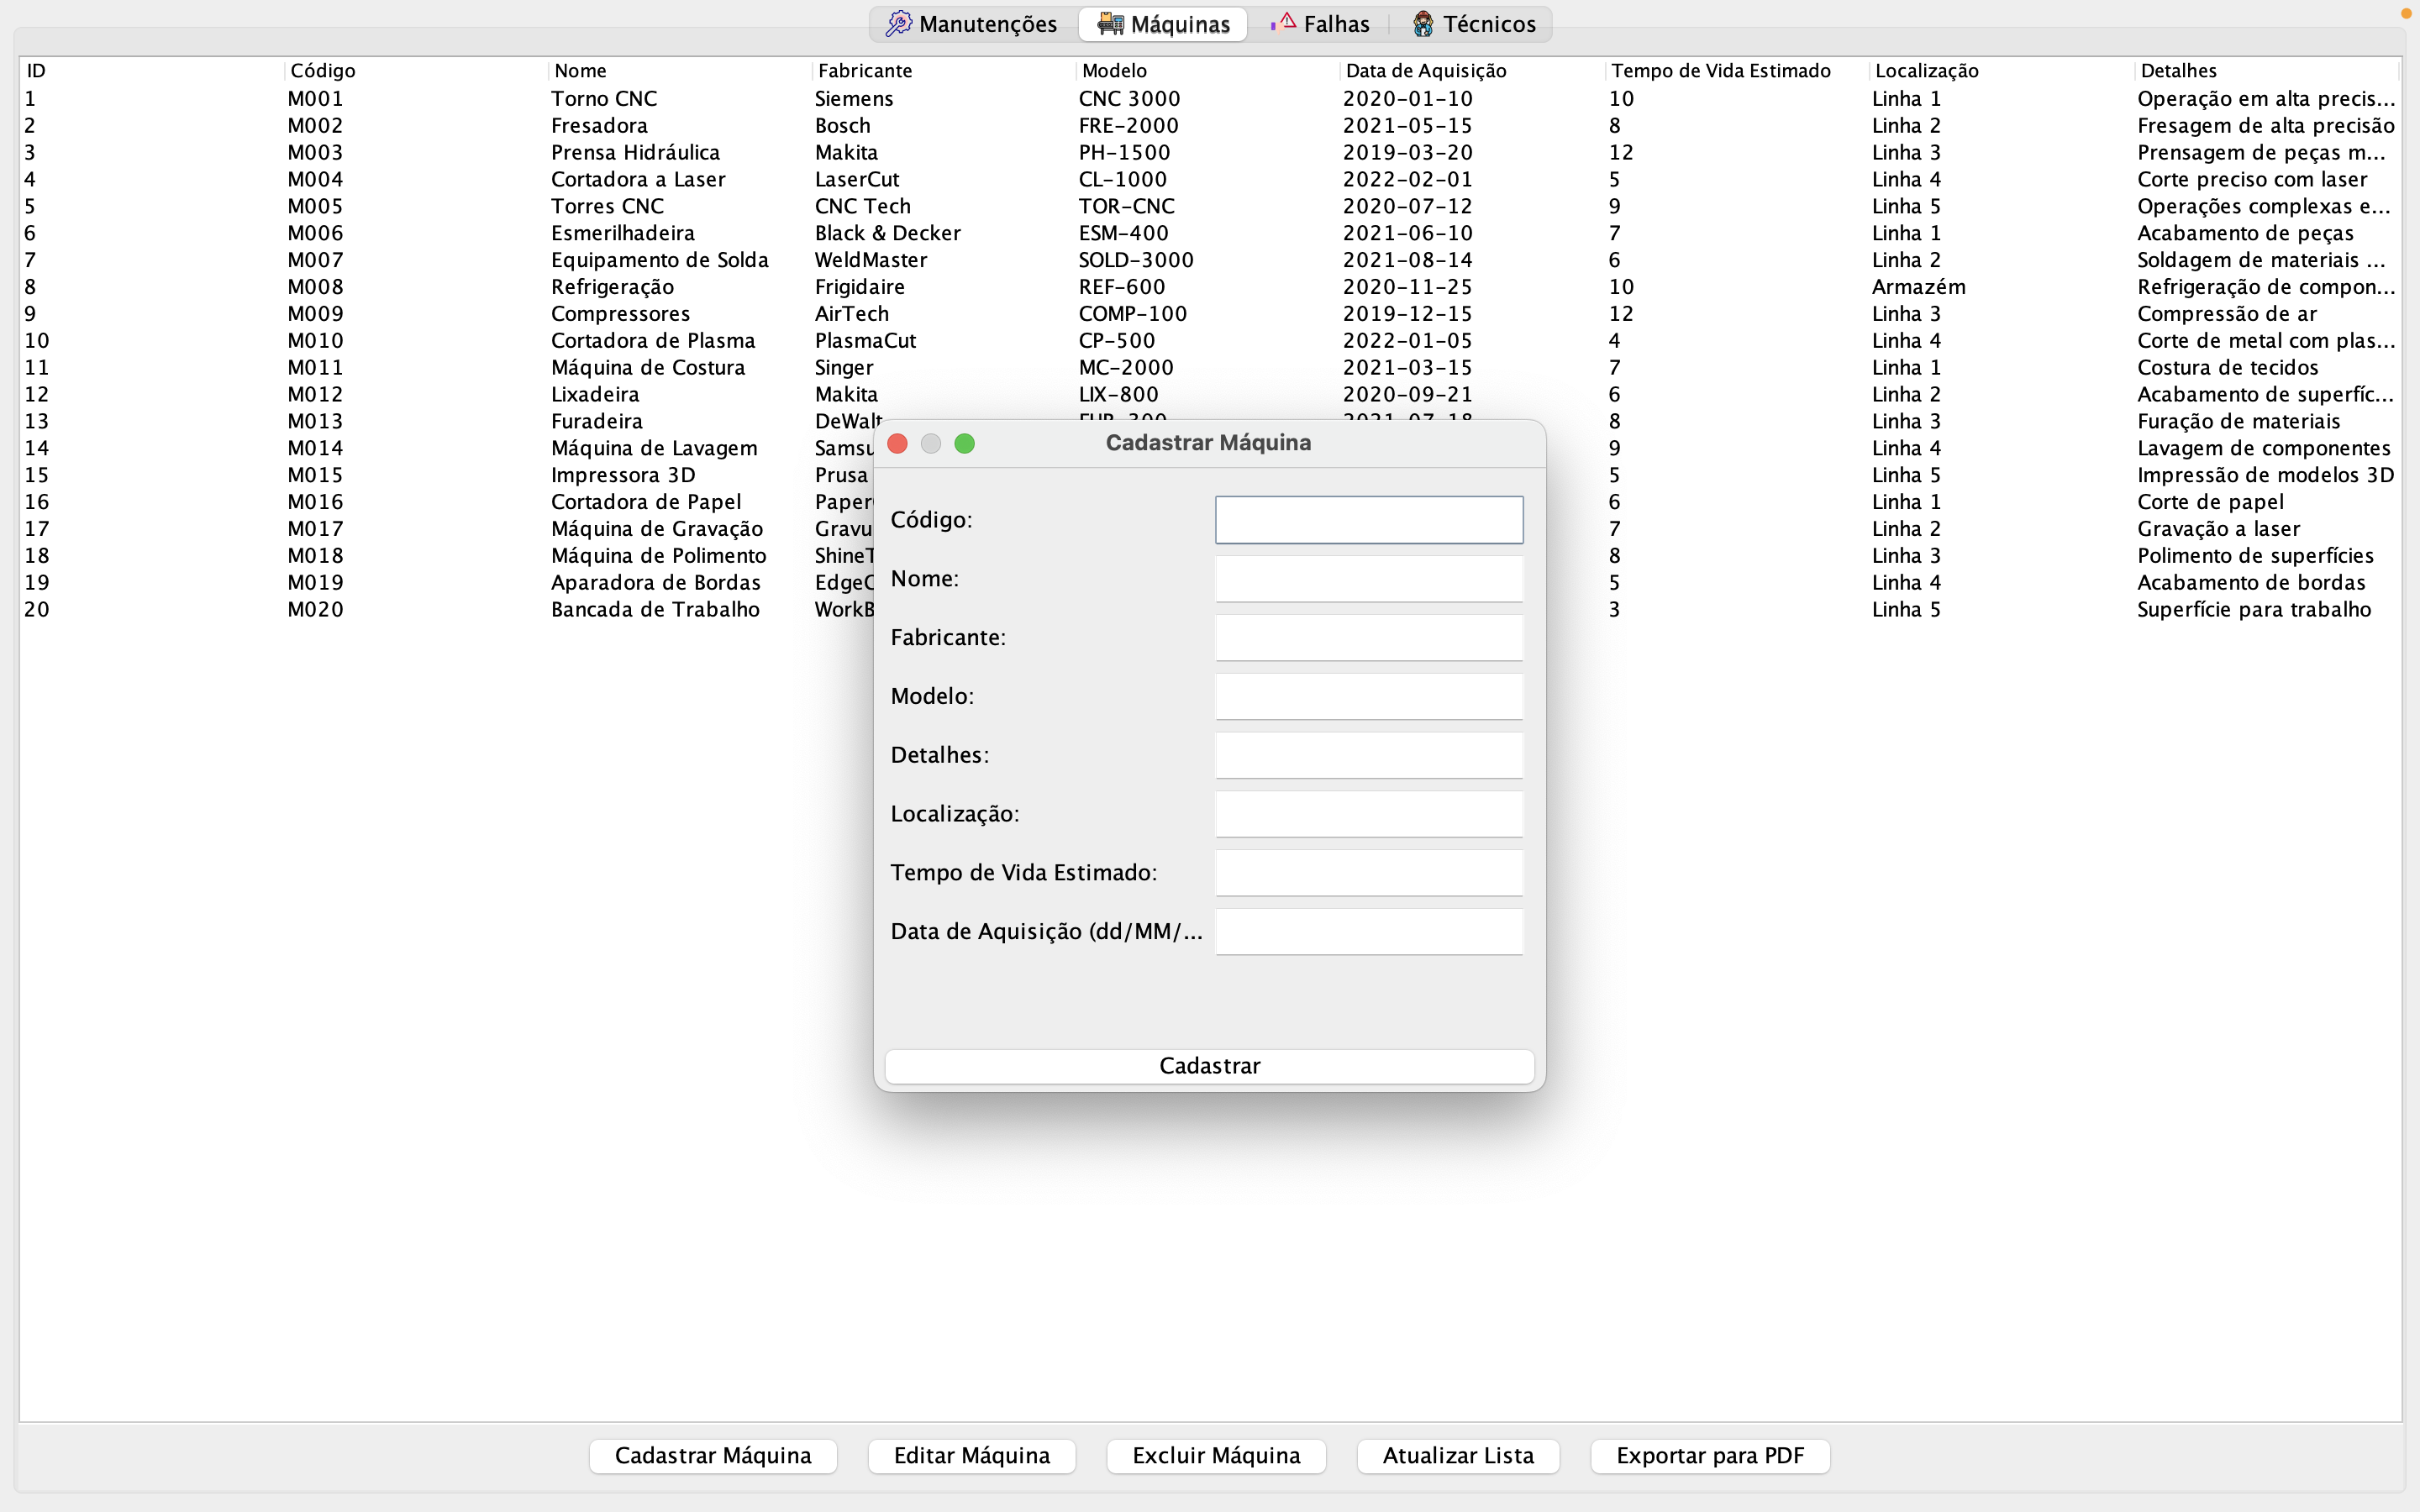 Manutenções Máquinas Falhas Técnicos
ID Código Nome Fabricante Modelo Data de Aquisição Tempo de Vida Estimado Localização Detalhes
1 M001 Torno CNC Siemens CNC 3000 2020-01-10 10 Linha 1 Operação em alta precis...
2 M002 Fresadora Bosch FRE-2000 2021-05-15 8 Linha 2 Fresagem de alta precisão
3 M003 Prensa Hidráulica Makita PH-1500 2019-03-20 12 Linha 3 Prensagem de peças m...
4 M004 Cortadora a Laser LaserCut CL-1000 2022-02-01 5 Linha 4 Corte preciso com laser
5 M005 Torres CNC CNC Tech TOR-CNC 2020-07-12 9 Linha 5 Operações complexas e...
6 M006 Esmerilhadeira Black & Decker ESM-400 2021-06-10 7 Linha 1 Acabamento de peças
7 M007 Equipamento de Solda WeldMaster SOLD-3000 2021-08-14 6 Linha 2 Soldagem de materiais ...
8 M008 Refrigeração Frigidaire REF-600 2020-11-25 10 Armazém Refrigeração de compon...
9 M009 Compressores AirTech COMP-100 2019-12-15 12 Linha 3 Compressão de ar
10 M010 Cortadora de Plasma PlasmaCut CP-500 2022-01-05 4 Linha 4 Corte de metal com plas...
11 M011 Máquina de Costura Singer MC-2000 2021-03-15 7 Linha 1 Costura de tecidos
12 M012 Lixadeira Makita LIX-800 2020-09-21 6 Linha 2 Acabamento de superfíc...
13 M013 Furadeira DeWalt 2021-07-18 8 Linha 3 Furação de materiais
14 M014 Máquina de Lavagem 9 Linha 4 Lavagem de componentes
15 M015 Impressora 3D Prusa 5 Linha 5 Impressão de modelos 3D
16 M016 Cortadora de Papel 6 Linha 1 Corte de papel
17 M017 Máquina de Gravação 7 Linha 2 Gravação a laser
18 M018 Máquina de Polimento 8 Linha 3 Polimento de superfícies
19 M019 Aparadora de Bordas 5 Linha 4 Acabamento de bordas
20 M020 Bancada de Trabalho 3 Linha 5 Superfície para trabalho
Cadastrar Máquina
Código:
Nome:
Fabricante:
Modelo:
Detalhes:
Localização:
Tempo de Vida Estimado:
Data de Aquisição (dd/MM/...
Cadastrar
Cadastrar Máquina Editar Máquina Excluir Máquina Atualizar Lista Exportar para PDF